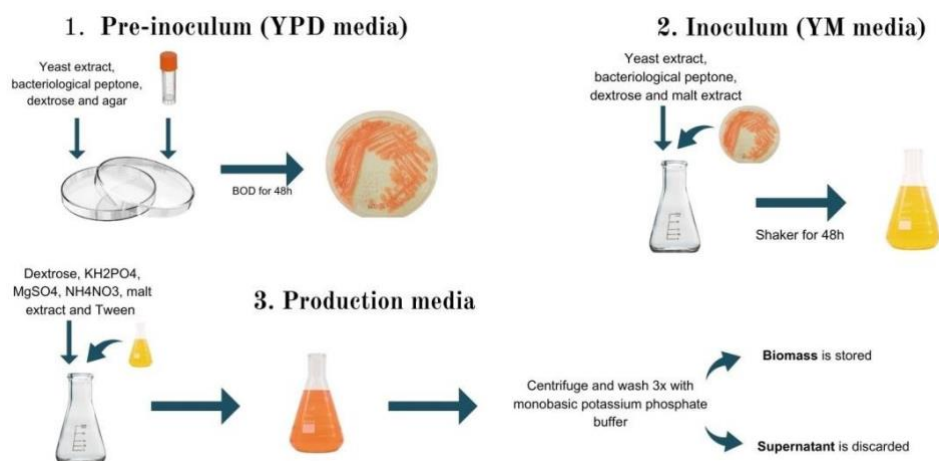 1. Pre-inoculum (YPD media)
Yeast extract,
bacteriological peptone,
dextrose and agar
BOD for 48h
2. Inoculum (YM media)
Yeast extract,
bacteriological peptone,
dextrose and malt extract
Shaker for 48h
3. Production media
Dextrose, KH2PO4,
MgSO4, NH4NO3, malt
extract and Tween
Centrifuge and wash 3x with
monobasic potassium phosphate
buffer
Biomass is stored
Supernatant is discarded